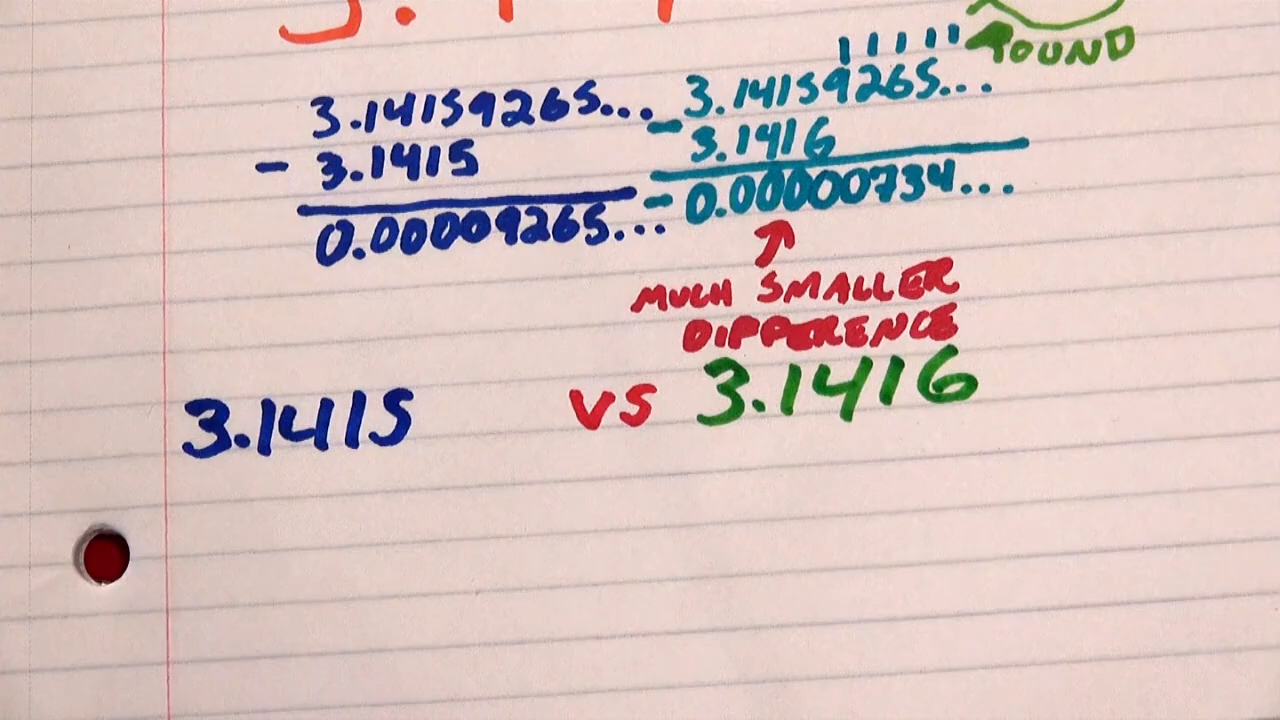 ROUND
3.14159265...
- 3.1415
0.00009265...
3.14159265...
- 3.1416
- 0.00000734...
MUCH SMALLER
DIFFERENCE
3.1415 vs 3.1416